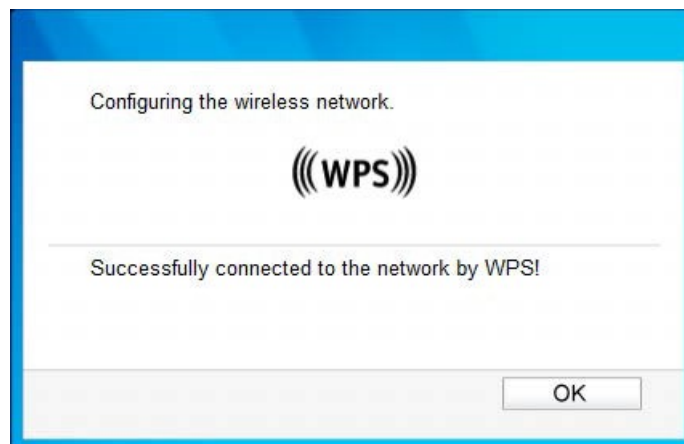 Configuring the wireless network.
WPS
Successfully connected to the network by WPS!
OK